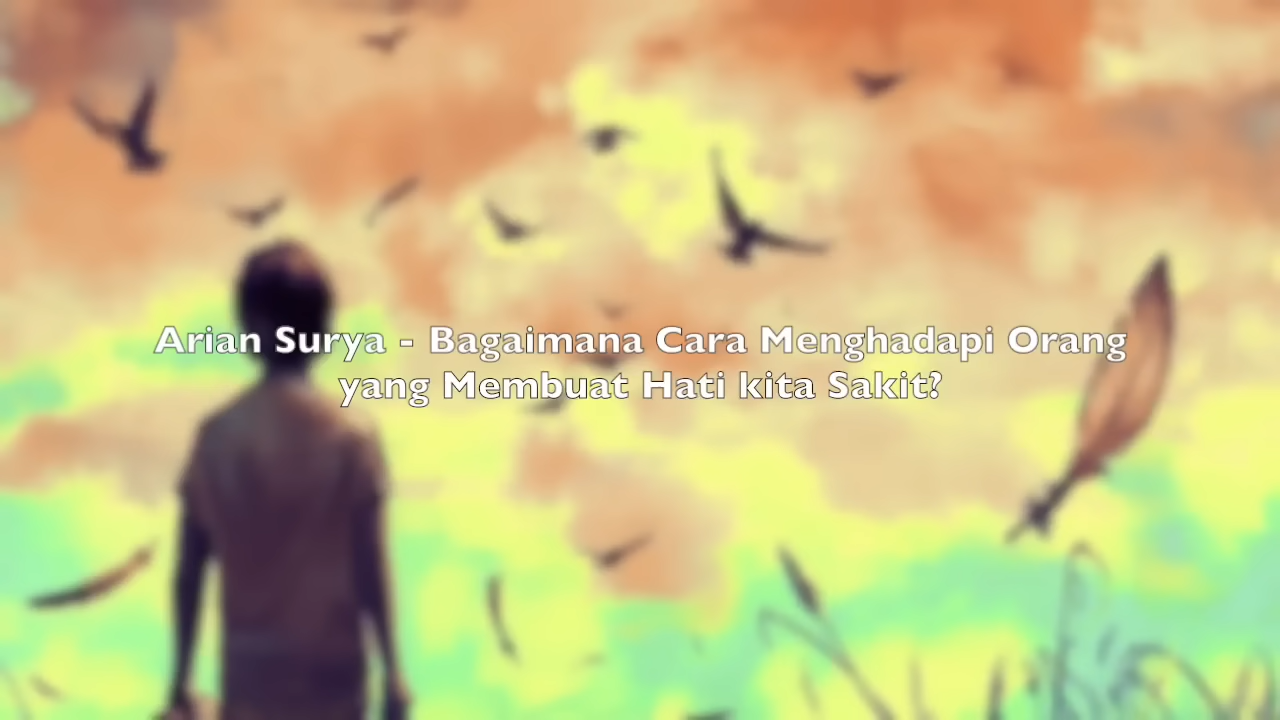 Arian Surya - Bagaimana Cara Menghadapi Orang
yang Membuat Hati kita Sakit?